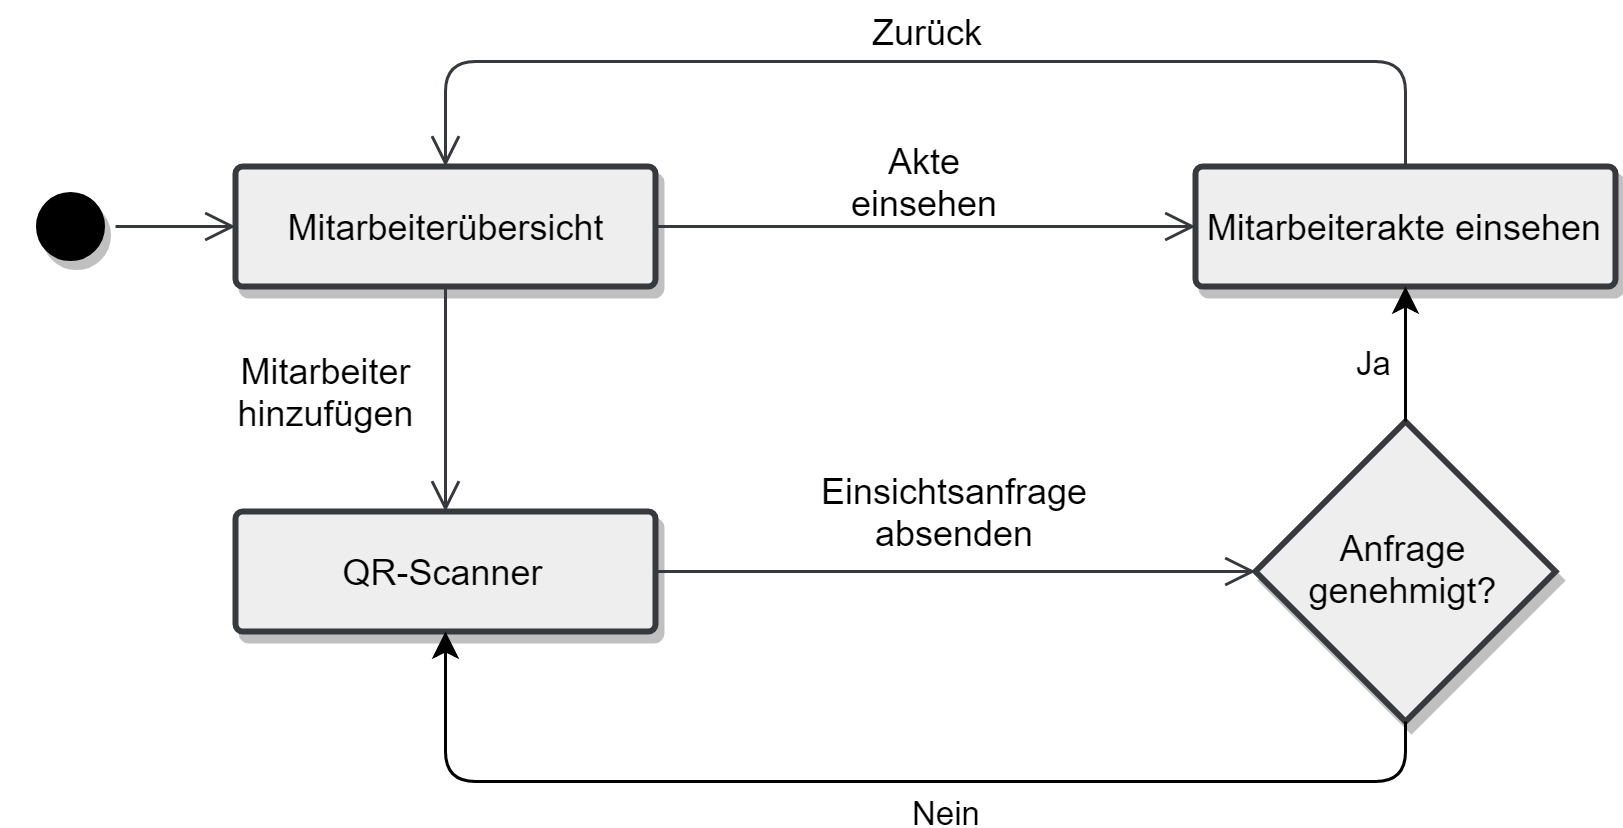 Zurück
Akte
einsehen
Mitarbeiterübersicht
Mitarbeiterakte einsehen
Mitarbeiter
hinzufügen
Ja
Einsichtsanfrage
absenden
QR-Scanner
Anfrage
genehmigt?
Nein